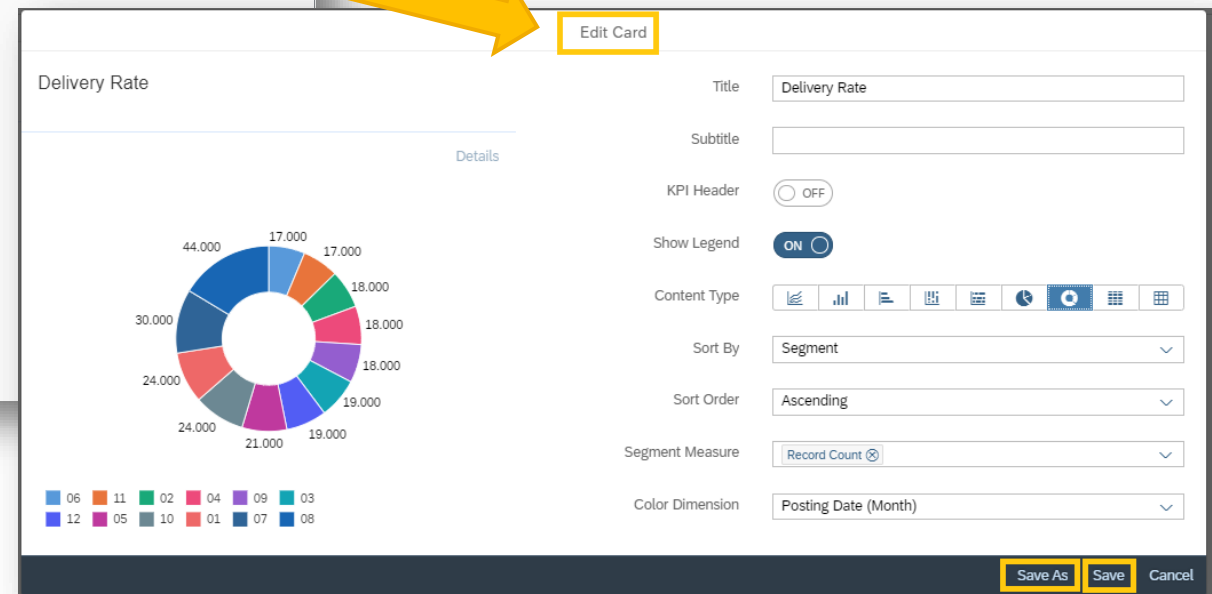 Edit Card
Delivery Rate
Details
44.000
17.000
17.000
18.000
30.000
18.000
18.000
24.000
19.000
24.000
19.000
21.000
06 11 02 04 09 03
12 05 10 01 07 08
Title Delivery Rate
Subtitle
KPI Header OFF
Show Legend ON
Content Type
Sort By Segment
Sort Order Ascending
Segment Measure Record Count
Color Dimension Posting Date (Month)
Save As Save Cancel